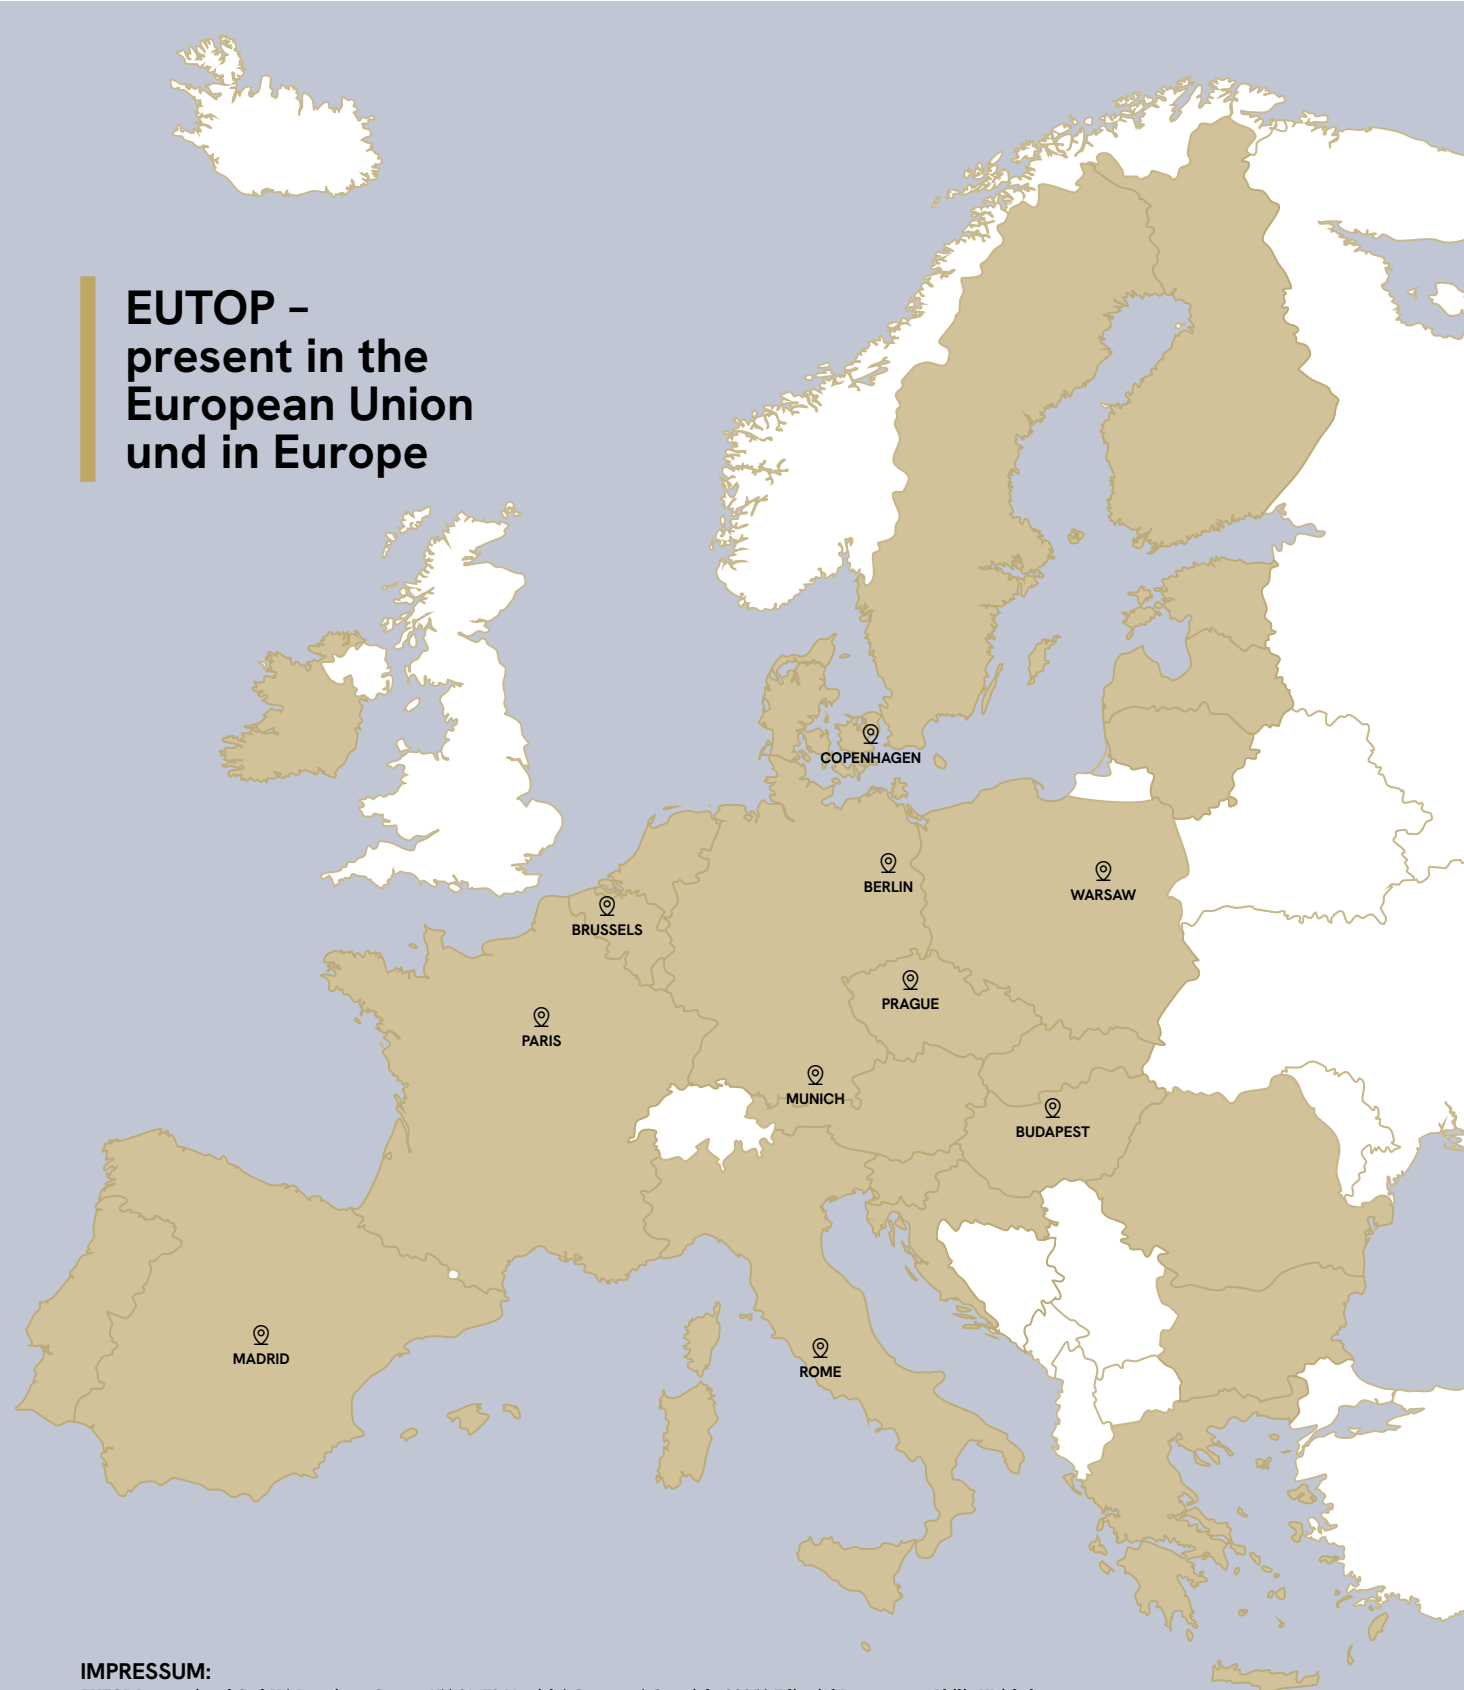 EUTOP –
present in the
European Union
und in Europe
COPENHAGEN
BERLIN
WARSAW
BRUSSELS
PRAGUE
PARIS
MUNICH
BUDAPEST
MADRID
ROME
IMPRESSUM: